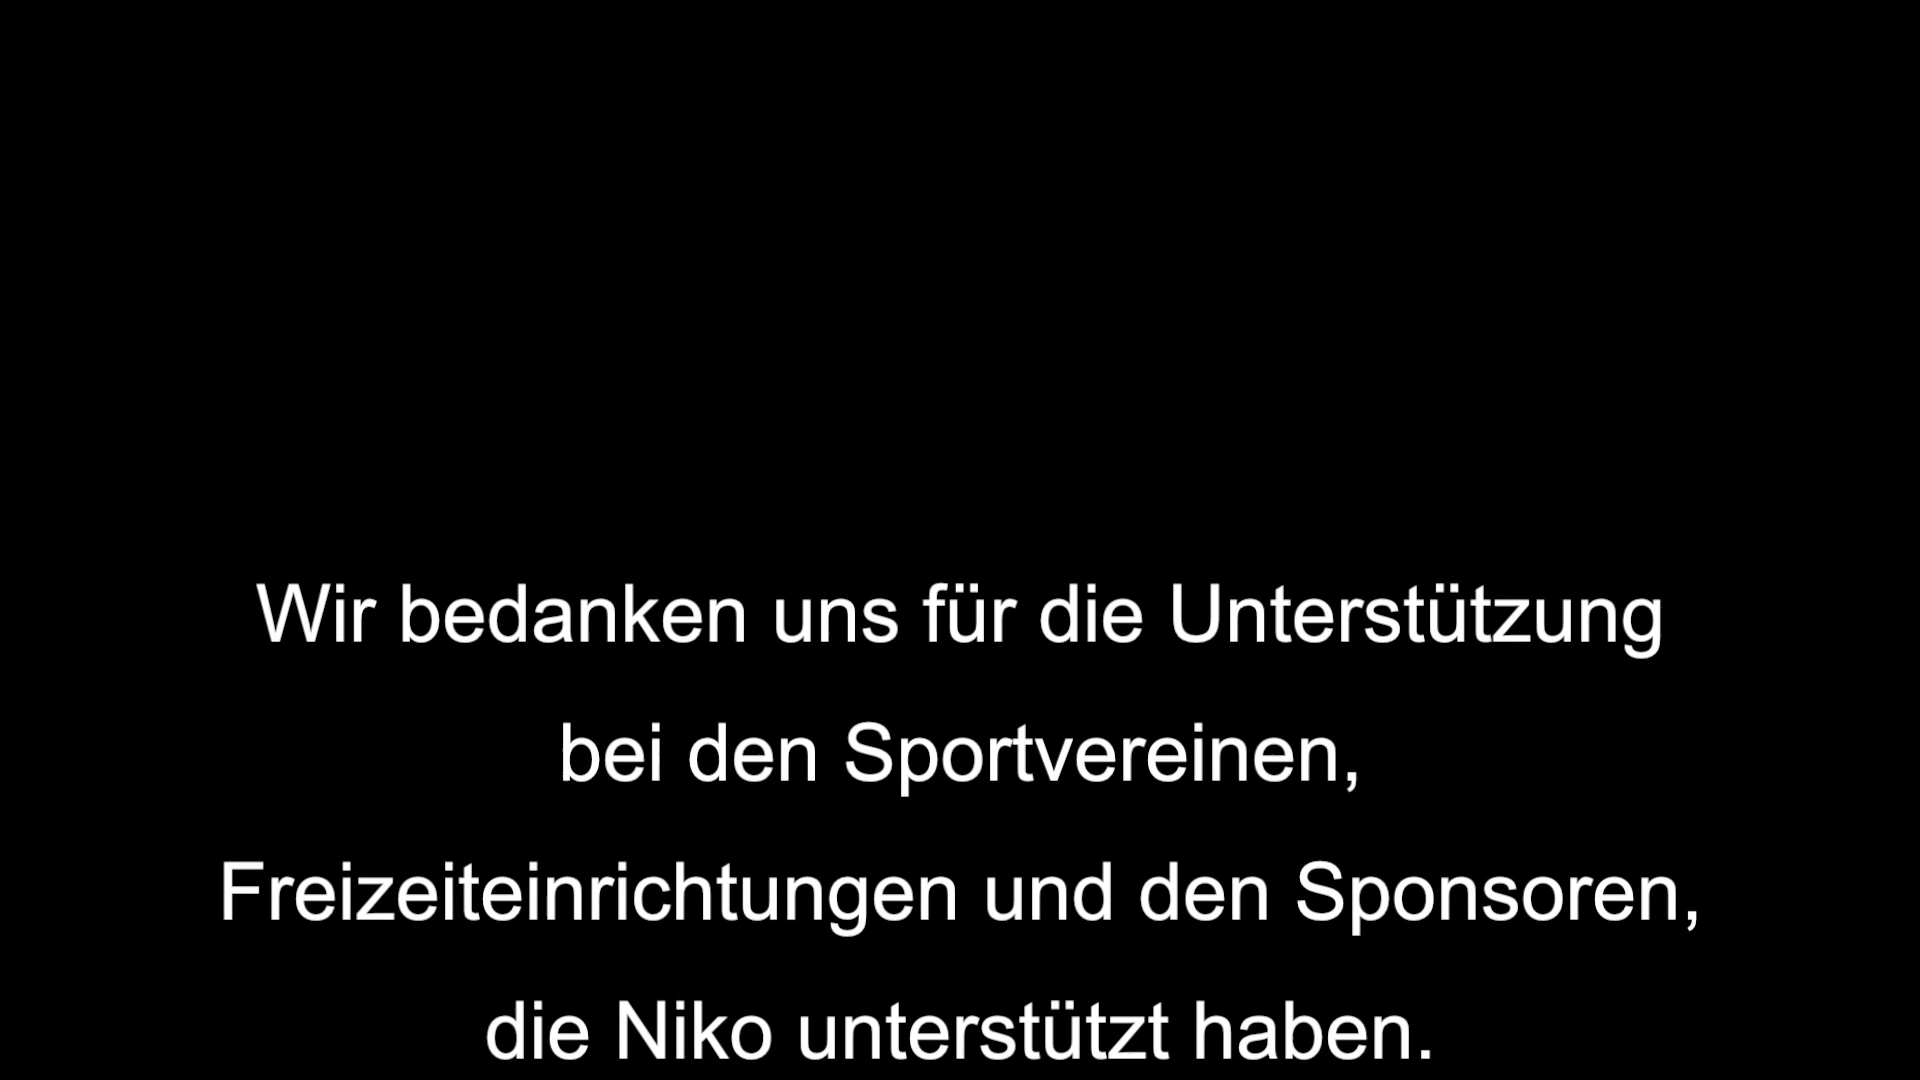 Wir bedanken uns für die Unterstützung
bei den Sportvereinen,
Freizeiteinrichtungen und den Sponsoren,
die Niko unterstützt haben.